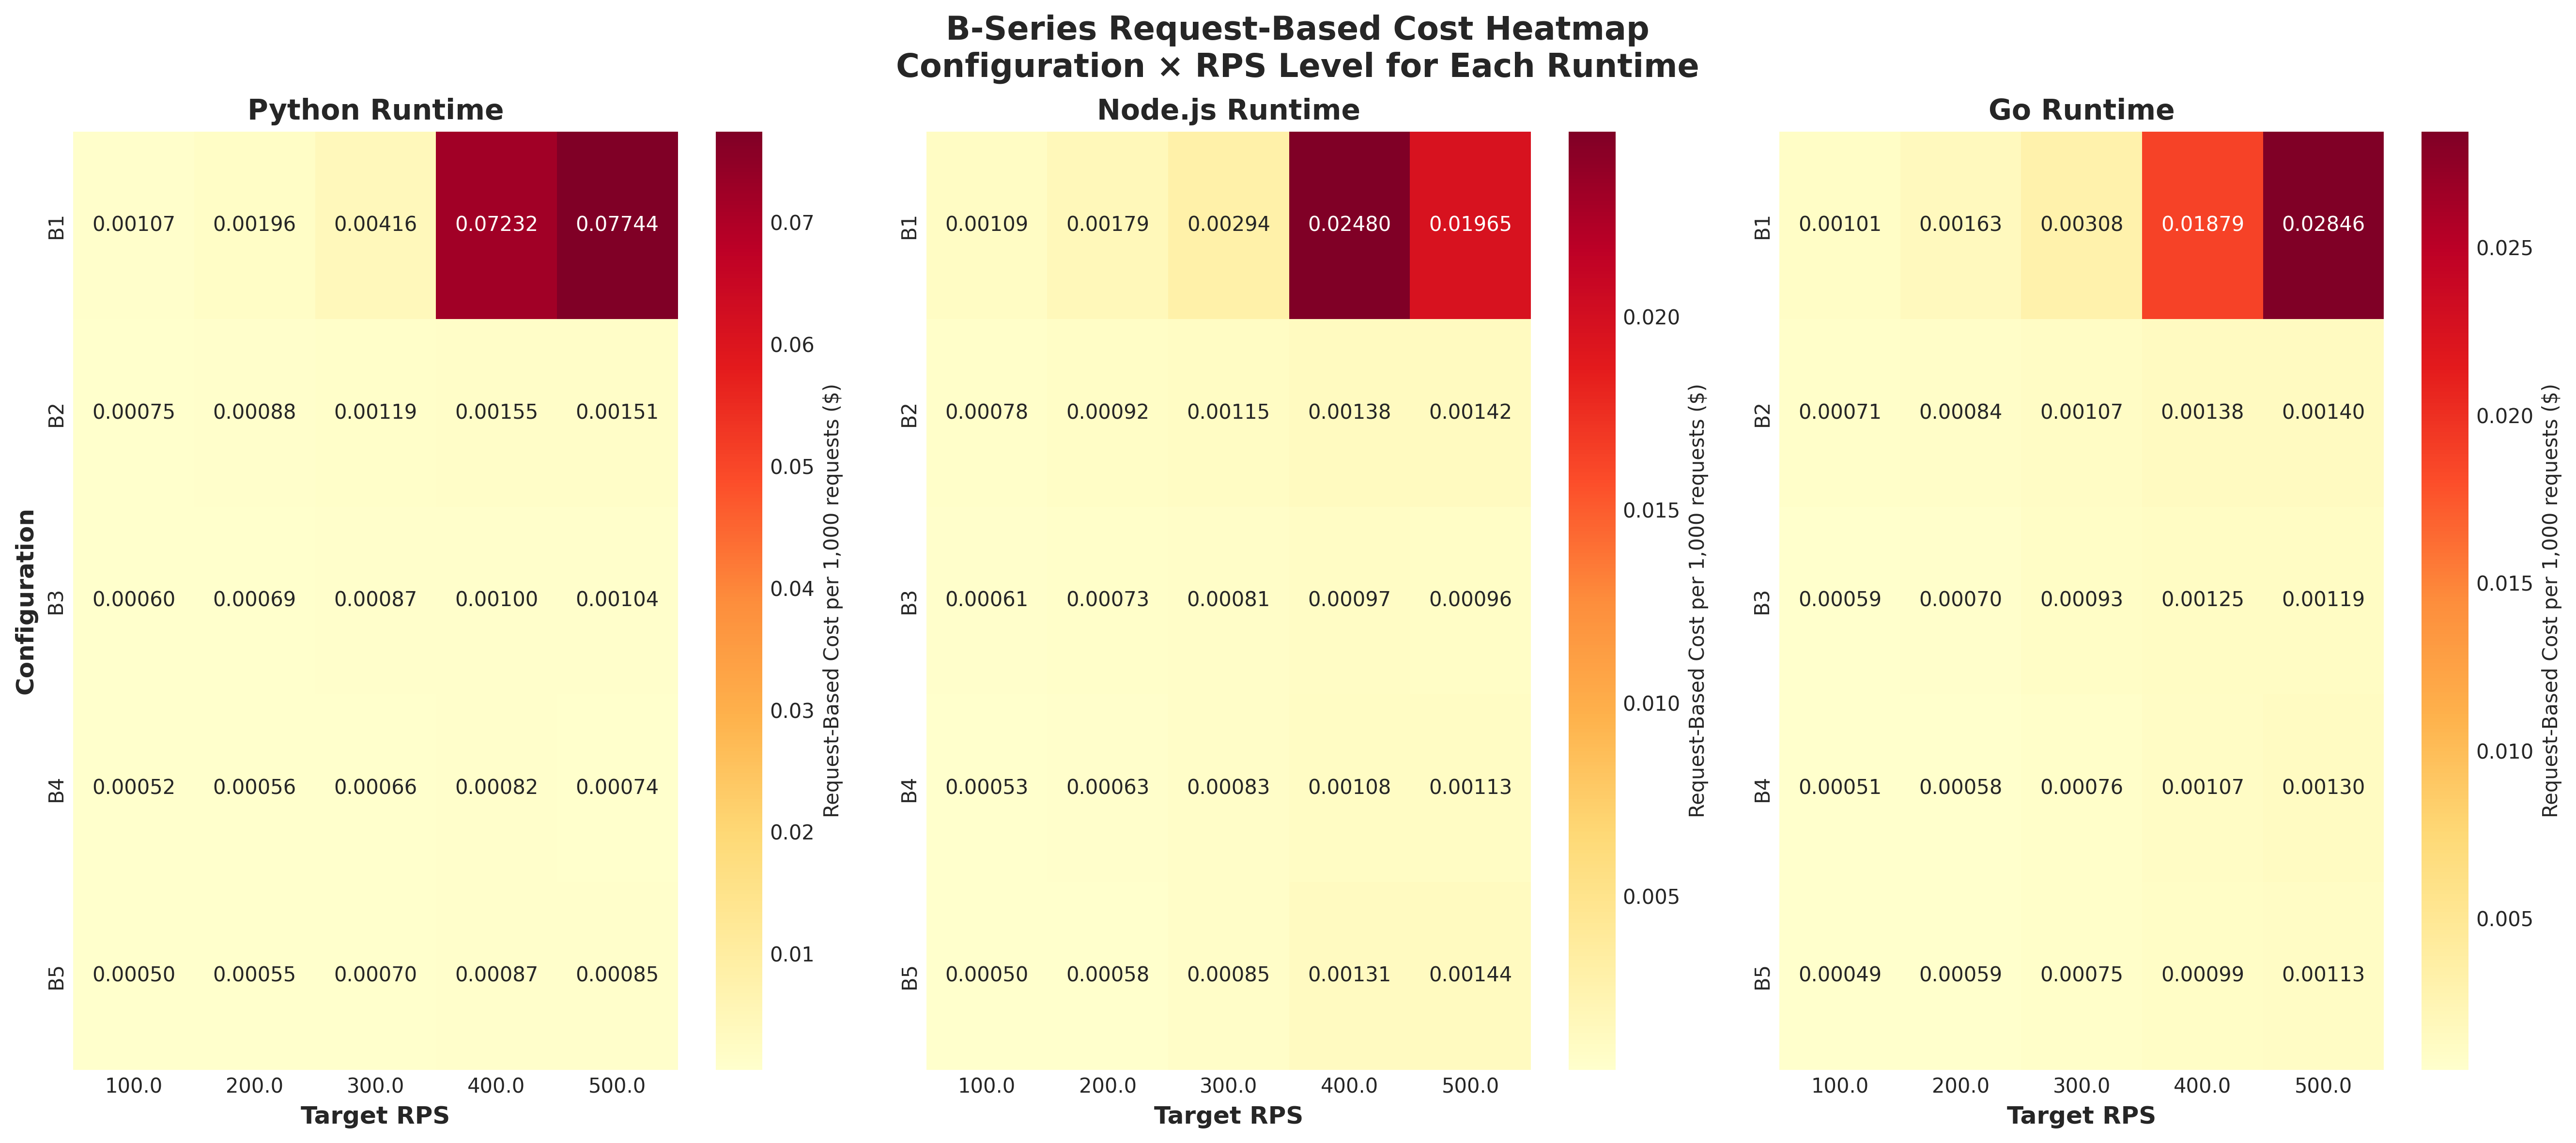 B-Series Request-Based Cost Heatmap
Configuration × RPS Level for Each Runtime
Python Runtime
Configuration
B1 0.00107 0.00196 0.00416 0.07232 0.07744
B2 0.00075 0.00088 0.00119 0.00155 0.00151
B3 0.00060 0.00069 0.00087 0.00100 0.00104
B4 0.00052 0.00056 0.00066 0.00082 0.00074
B5 0.00050 0.00055 0.00070 0.00087 0.00085
100.0 200.0 300.0 400.0 500.0
Target RPS
0.07
0.06
0.05
0.04
0.03
0.02
0.01
Request-Based Cost per 1,000 requests ($)
Node.js Runtime
B1 0.00109 0.00179 0.00294 0.02480 0.01965
B2 0.00078 0.00092 0.00115 0.00138 0.00142
B3 0.00061 0.00073 0.00081 0.00097 0.00096
B4 0.00053 0.00063 0.00083 0.00108 0.00113
B5 0.00050 0.00058 0.00085 0.00131 0.00144
100.0 200.0 300.0 400.0 500.0
Target RPS
0.020
0.015
0.010
0.005
Request-Based Cost per 1,000 requests ($)
Go Runtime
B1 0.00101 0.00163 0.00308 0.01879 0.02846
B2 0.00071 0.00084 0.00107 0.00138 0.00140
B3 0.00059 0.00070 0.00093 0.00125 0.00119
B4 0.00051 0.00058 0.00076 0.00107 0.00130
B5 0.00049 0.00059 0.00075 0.00099 0.00113
100.0 200.0 300.0 400.0 500.0
Target RPS
0.025
0.020
0.015
0.010
0.005
Request-Based Cost per 1,000 requests ($)